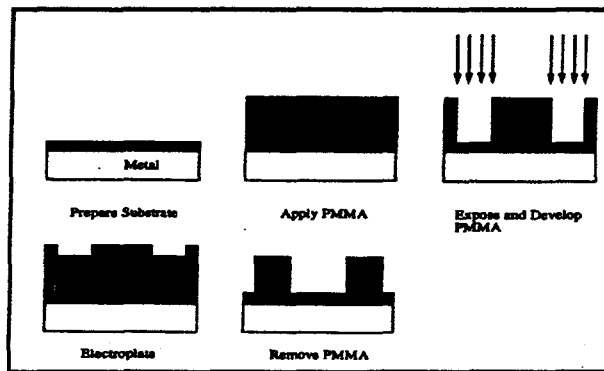 Metal
Prepare Substrate
Apply PMMA
Expose and Develop
PMMA
Electroplate
Remove PMMA